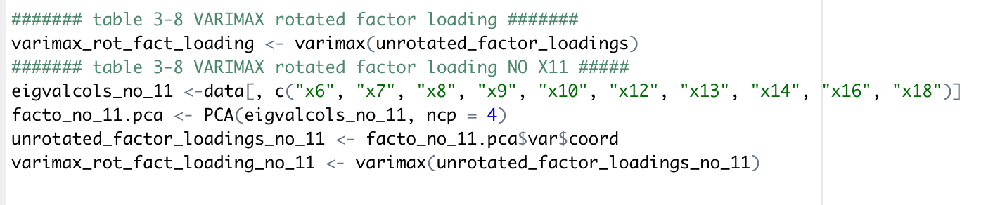 ####### table 3-8 VARIMAX rotated factor loading #######
varimax_rot_fact_loading <- varimax(unrotated_factor_loadings)
####### table 3-8 VARIMAX rotated factor loading NO X11 #####
eigvalcols_no_11 <-data[, c("x6", "x7", "x8", "x9", "x10", "x12", "x13", "x14", "x16", "x18")]
facto_no_11.pca <- PCA(eigvalcols_no_11, ncp = 4)
unrotated_factor_loadings_no_11 <- facto_no_11.pca$var$coord
varimax_rot_fact_loading_no_11 <- varimax(unrotated_factor_loadings_no_11)